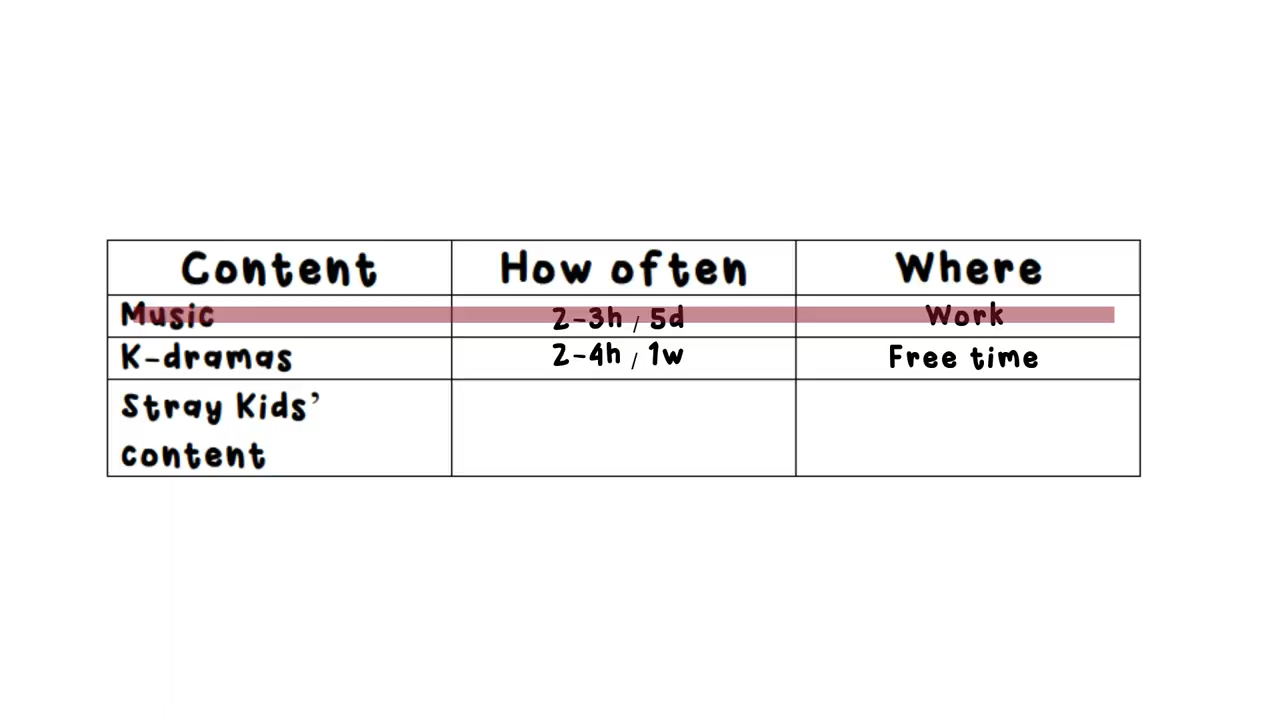 Content How often Where
Music 2-3h / 5d Work
K-dramas 2-4h / 1w Free time
Stray Kids’
content